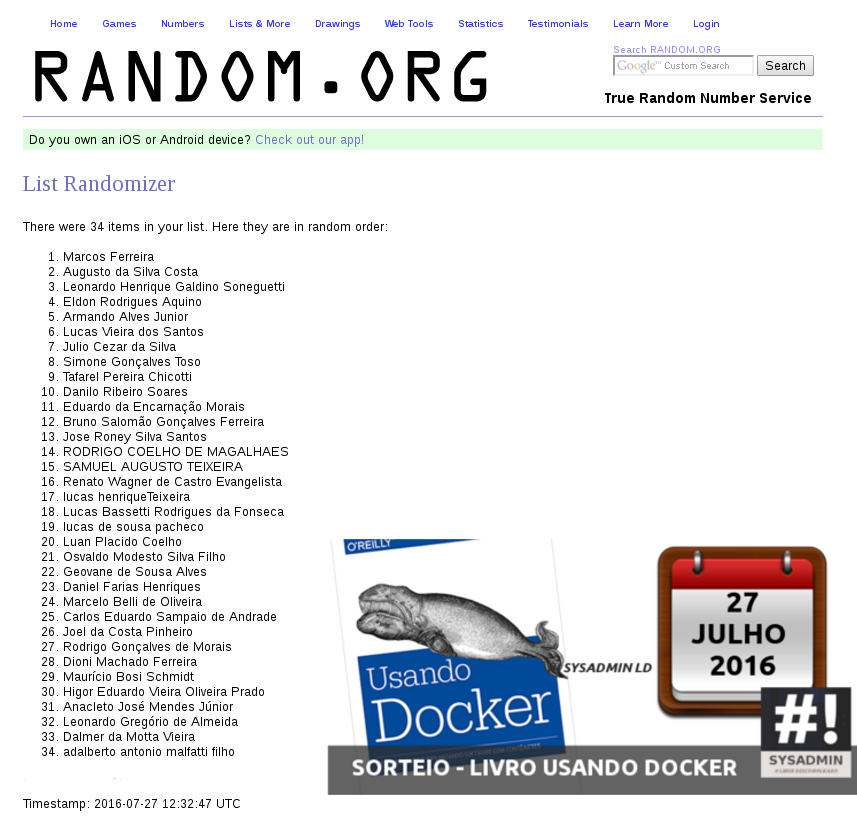 Home Games Numbers Lists & More Drawings Web Tools Statistics Testimonials Learn More Login
RANDOM.ORG
Search RANDOM.ORG
Google™ Custom Search Search
True Random Number Service
Do you own an iOS or Android device? Check out our app!
List Randomizer
There were 34 items in your list. Here they are in random order:
1. Marcos Ferreira
2. Augusto da Silva Costa
3. Leonardo Henrique Galdino Soneguetti
4. Eldon Rodrigues Aquino
5. Armando Alves Junior
6. Lucas Vieira dos Santos
7. Julio Cezar da Silva
8. Simone Gonçalves Toso
9. Tafarel Pereira Chicotti
10. Danilo Ribeiro Soares
11. Eduardo da Encarnação Morais
12. Bruno Salomão Gonçalves Ferreira
13. Jose Roney Silva Santos
14. RODRIGO COELHO DE MAGALHAES
15. SAMUEL AUGUSTO TEIXEIRA
16. Renato Wagner de Castro Evangelista
17. lucas henriqueTeixeira
18. Lucas Bassetti Rodrigues da Fonseca
19. lucas de sousa pacheco
20. Luan Placido Coelho
21. Osvaldo Modesto Silva Filho
22. Geovane de Sousa Alves
23. Daniel Farias Henriques
24. Marcelo Belli de Oliveira
25. Carlos Eduardo Sampaio de Andrade
26. Joel da Costa Pinheiro
27. Rodrigo Gonçalves de Morais
28. Dioni Machado Ferreira
29. Maurício Bosi Schmidt
30. Higor Eduardo Vieira Oliveira Prado
31. Anacleto José Mendes Júnior
32. Leonardo Gregório de Almeida
33. Dalmer da Motta Vieira
34. adalberto antonio malfatti filho
O'REILLY
Usando
Docker
SYSADMIN LD
27
JULHO
2016
#!
SYSADMIN
SORTEIO - LIVRO USANDO DOCKER
Timestamp: 2016-07-27 12:32:47 UTC